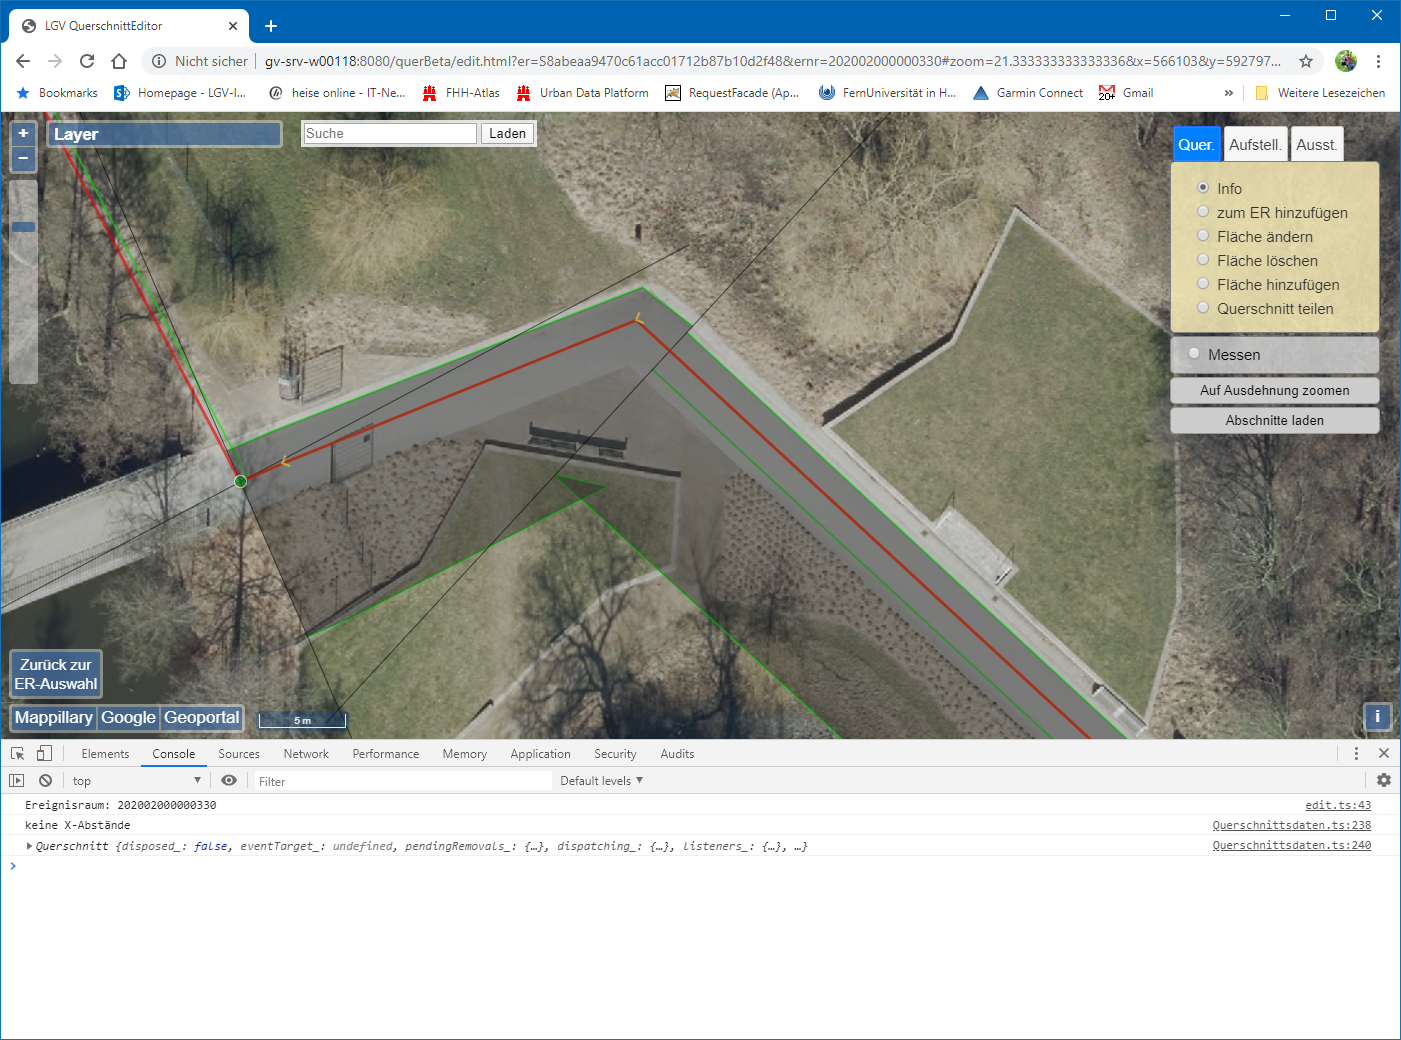 LGV QuerschnittEditor
Nicht sicher
gv-srv-w00118:8080/querBeta/edit.html?er=S8abeaa9470c61acc01712b87b10d2f48&ernr=202002000000330#zoom=21.333333333333336&x=566103&y=592797...
Bookmarks
Homepage - LGV-I...
heise online - IT-Ne...
FHH-Atlas
Urban Data Platform
RequestFacade (Ap...
FernUniversität in H...
Garmin Connect
20+
Gmail
»
Weitere Lesezeichen
+
−
Layer
Suche
Laden
Quer.
Aufstell.
Ausst.
Info
zum ER hinzufügen
Fläche ändern
Fläche löschen
Fläche hinzufügen
Querschnitt teilen
Messen
Auf Ausdehnung zoomen
Abschnitte laden
Zurück zur
ER-Auswahl
Mappillary
Google
Geoportal
5 m
i
Elements
Console
Sources
Network
Performance
Memory
Application
Security
Audits
top
Filter
Default levels
Ereignisraum: 202002000000330
edit.ts:43
keine X-Abstände
Querschnittsdaten.ts:238
Querschnitt {disposed_: false, eventTarget_: undefined, pendingRemovals_: {…}, dispatching_: {…}, listeners_: {…}, …}
Querschnittsdaten.ts:240